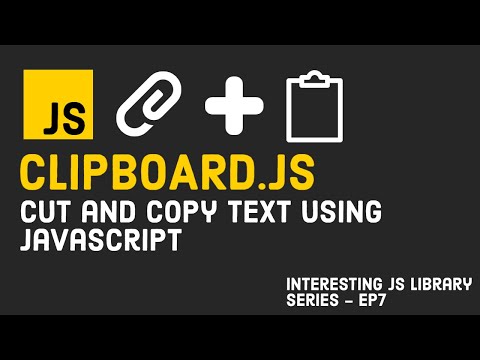 JS
CLIPBOARD.JS
CUT AND COPY TEXT USING
JAVASCRIPT
INTERESTING JS LIBRARY
SERIES - EP7